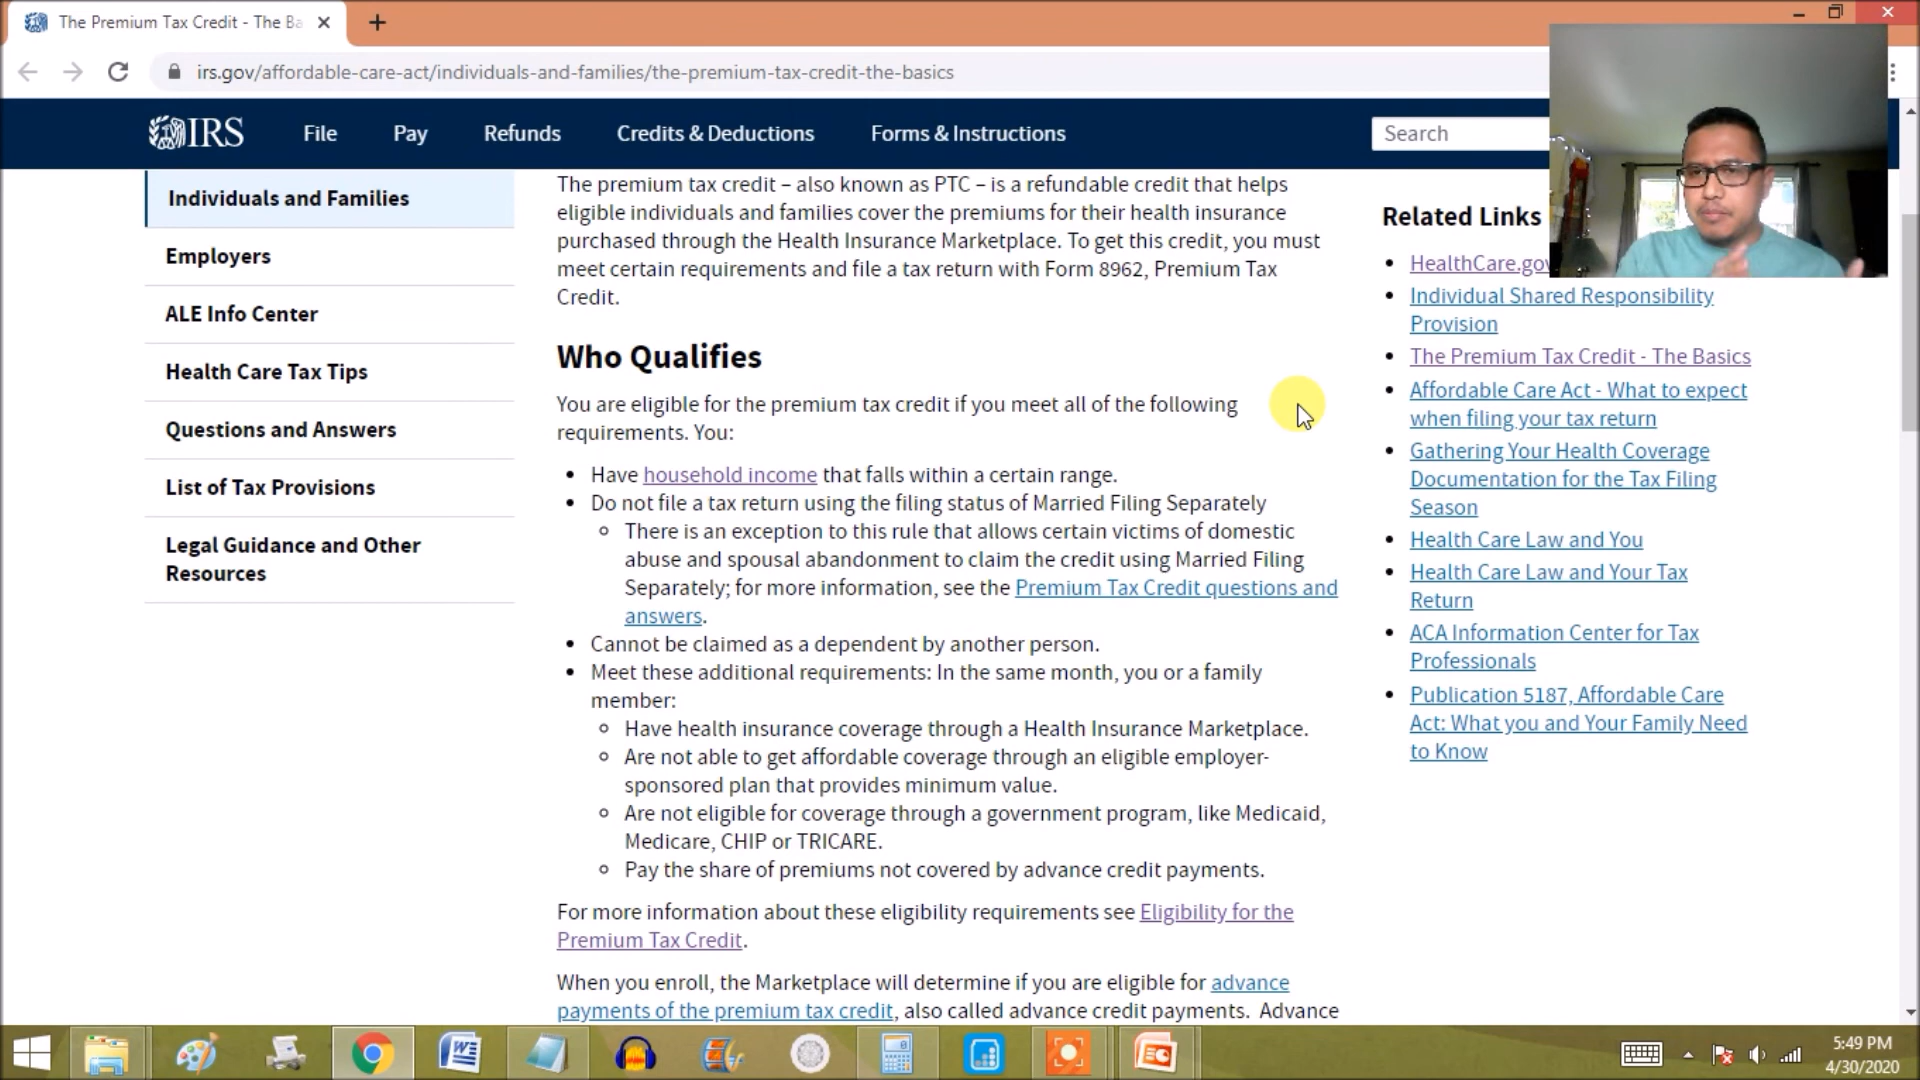 The Premium Tax Credit - The Ba
irs.gov/affordable-care-act/individuals-and-families/the-premium-tax-credit-the-basics
IRS
File
Pay
Refunds
Credits & Deductions
Forms & Instructions
Search
Individuals and Families
Employers
ALE Info Center
Health Care Tax Tips
Questions and Answers
List of Tax Provisions
Legal Guidance and Other
Resources
The premium tax credit – also known as PTC – is a refundable credit that helps
eligible individuals and families cover the premiums for their health insurance
purchased through the Health Insurance Marketplace. To get this credit, you must
meet certain requirements and file a tax return with Form 8962, Premium Tax
Credit.
Who Qualifies
You are eligible for the premium tax credit if you meet all of the following
requirements. You:
• Have household income that falls within a certain range.
• Do not file a tax return using the filing status of Married Filing Separately
○ There is an exception to this rule that allows certain victims of domestic
abuse and spousal abandonment to claim the credit using Married Filing
Separately; for more information, see the Premium Tax Credit questions and
answers.
• Cannot be claimed as a dependent by another person.
• Meet these additional requirements: In the same month, you or a family
member:
○ Have health insurance coverage through a Health Insurance Marketplace.
○ Are not able to get affordable coverage through an eligible employer-
sponsored plan that provides minimum value.
○ Are not eligible for coverage through a government program, like Medicaid,
Medicare, CHIP or TRICARE.
○ Pay the share of premiums not covered by advance credit payments.
For more information about these eligibility requirements see Eligibility for the
Premium Tax Credit.
When you enroll, the Marketplace will determine if you are eligible for advance
payments of the premium tax credit, also called advance credit payments. Advance
Related Links
• HealthCare.gov
• Individual Shared Responsibility
Provision
• The Premium Tax Credit - The Basics
• Affordable Care Act - What to expect
when filing your tax return
• Gathering Your Health Coverage
Documentation for the Tax Filing
Season
• Health Care Law and You
• Health Care Law and Your Tax
Return
• ACA Information Center for Tax
Professionals
• Publication 5187, Affordable Care
Act: What you and Your Family Need
to Know
5:49 PM
4/30/2020